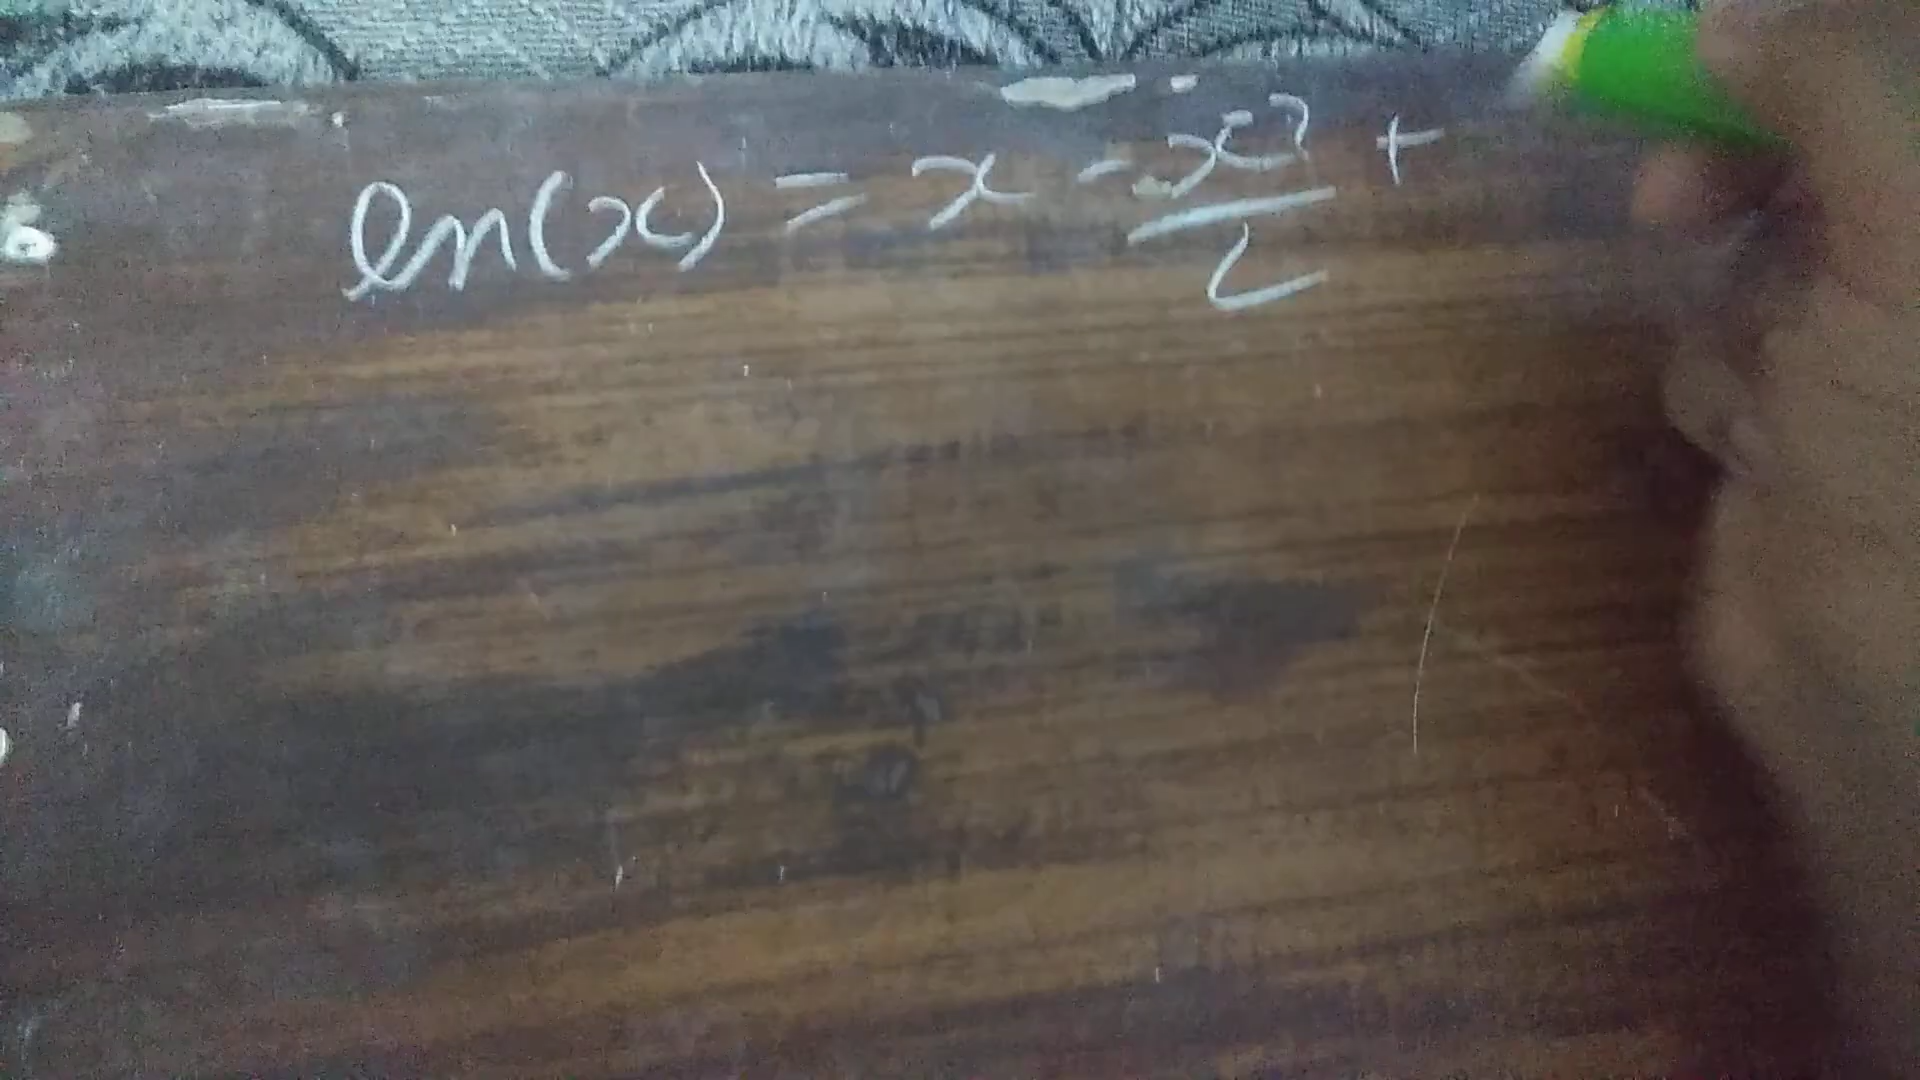 ln(x) = x - x²/2 +